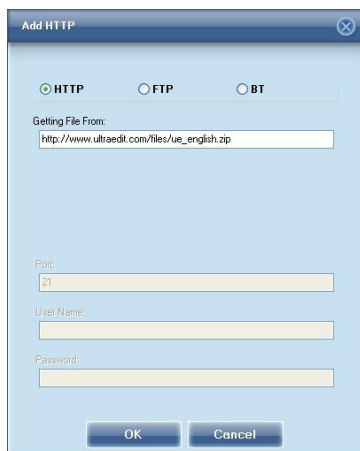 Add HTTP
HTTP FTP BT
Getting File From:
http://www.ultraedit.com/files/ue_english.zip
Port:
21
User Name:
Password:
OK Cancel